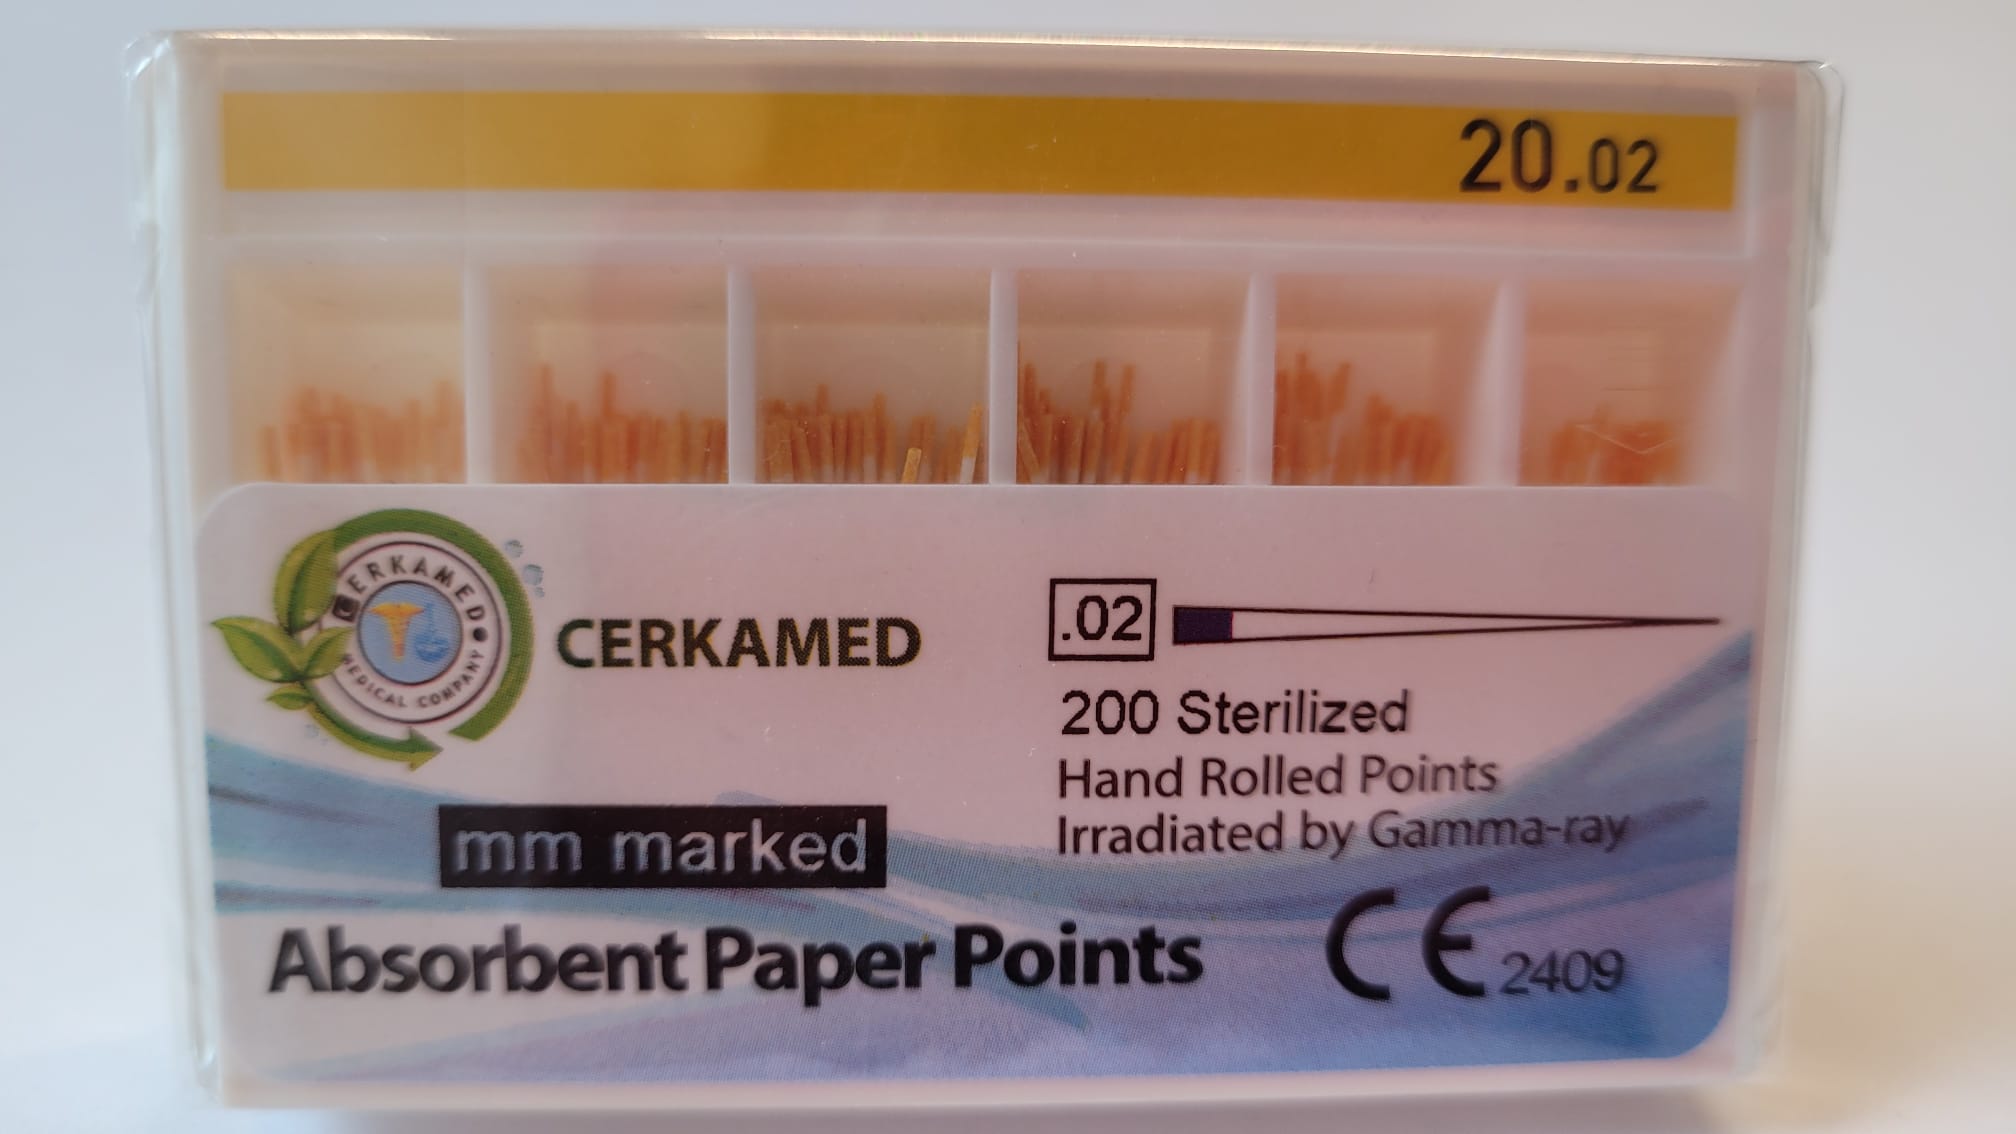 20.02
CERKAMED
MEDICAL COMPANY
CERKAMED
.02
200 Sterilized
Hand Rolled Points
Irradiated by Gamma-ray
mm marked
Absorbent Paper Points
CE 2409